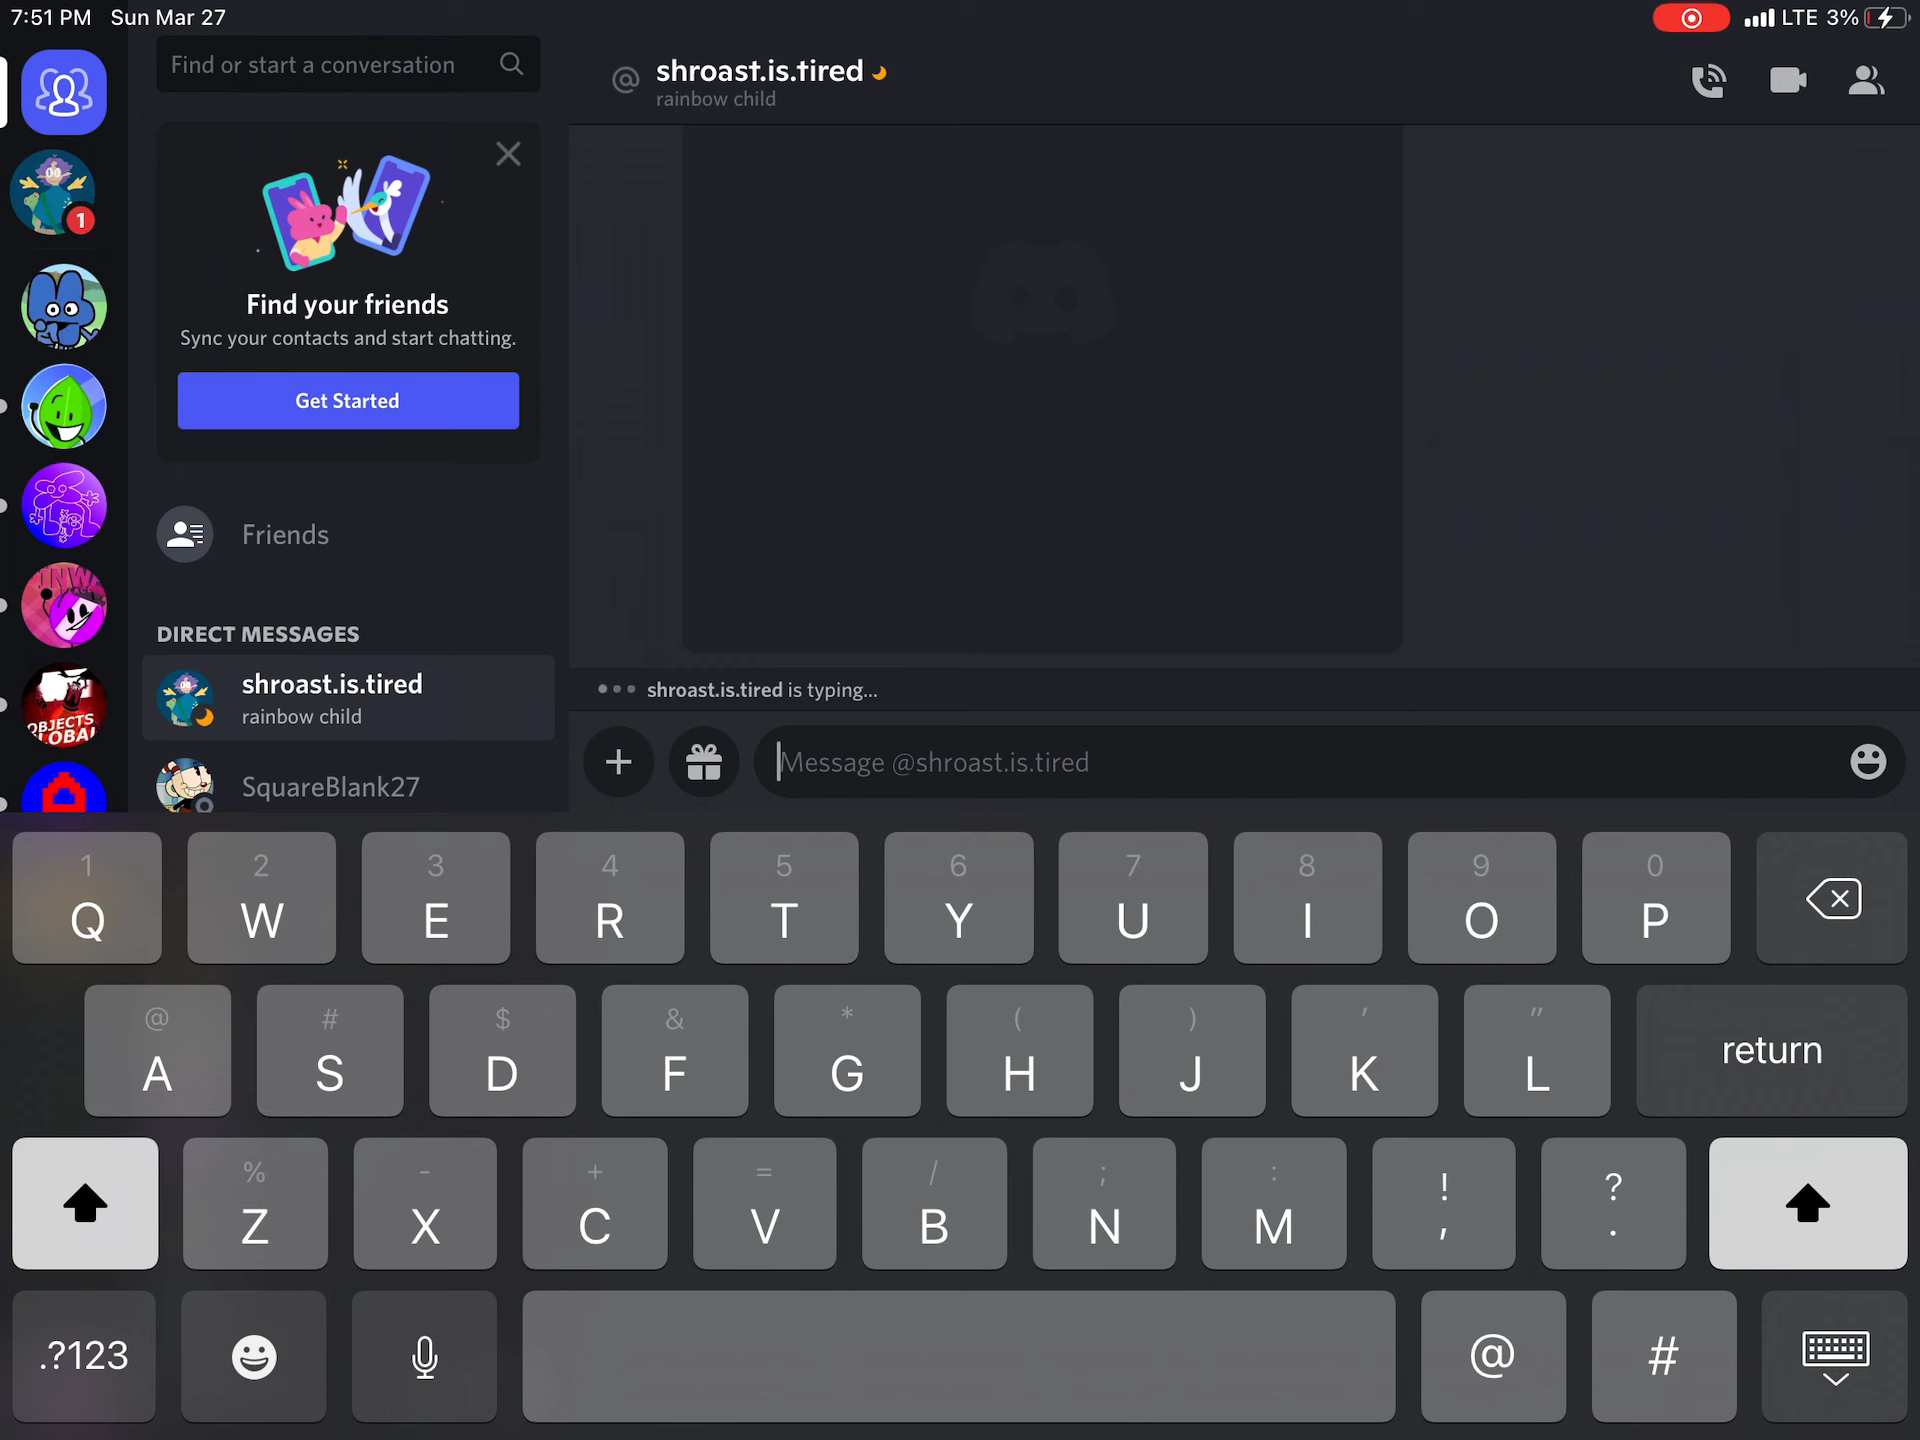 7:51 PM Sun Mar 27
LTE 3%
Find or start a conversation
1
Find your friends
Sync your contacts and start chatting.
Get Started
Friends
DIRECT MESSAGES
shroast.is.tired
rainbow child
SquareBlank27
OBJECTS
@ shroast.is.tired
rainbow child
shroast.is.tired is typing...
Message @shroast.is.tired
1 2 3 4 5 6 7 8 9 0
Q W E R T Y U I O P
@ # $ & * ( ) ' "
A S D F G H J K L return
% - + = / ; : ! ?
Z X C V B N M , .
.?123 @ #